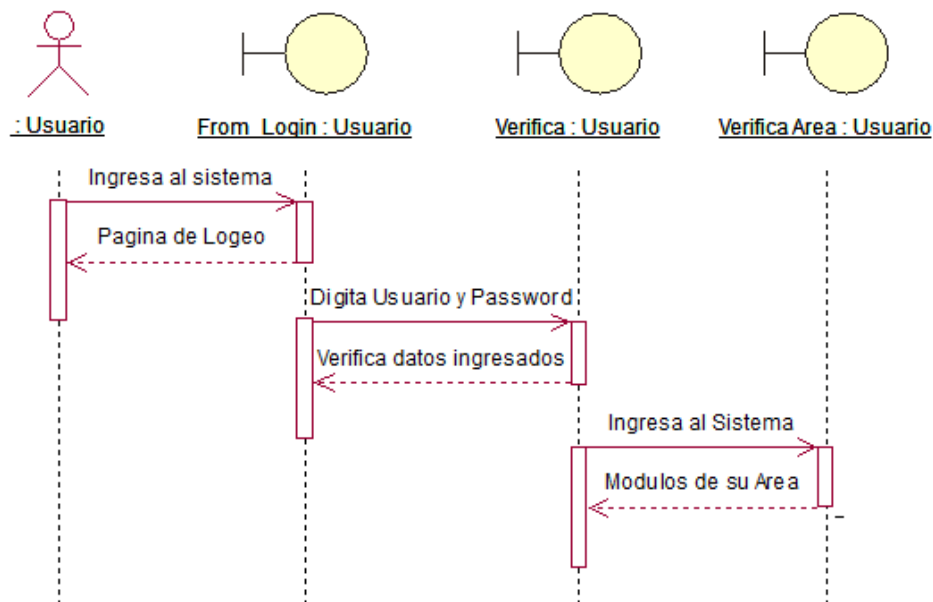 : Usuario
From_Login : Usuario
Verifica : Usuario
Verifica Area : Usuario
Ingresa al sistema
Pagina de Logeo
Digita Usuario y Password
Verifica datos ingresados
Ingresa al Sistema
Modulos de su Area